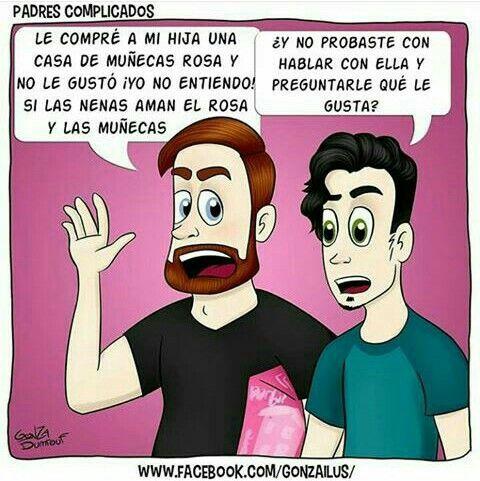 PADRES COMPLICADOS
LE COMPRÉ A MI HIJA UNA
CASA DE MUÑECAS ROSA Y
NO LE GUSTÓ ¡YO NO ENTIENDO!
SI LAS NENAS AMAN EL ROSA
Y LAS MUÑECAS
¿Y NO PROBASTE CON
HABLAR CON ELLA Y
PREGUNTARLE QUÉ LE
GUSTA?
GONZA
WWW.FACEBOOK.COM/GONZAILUS/